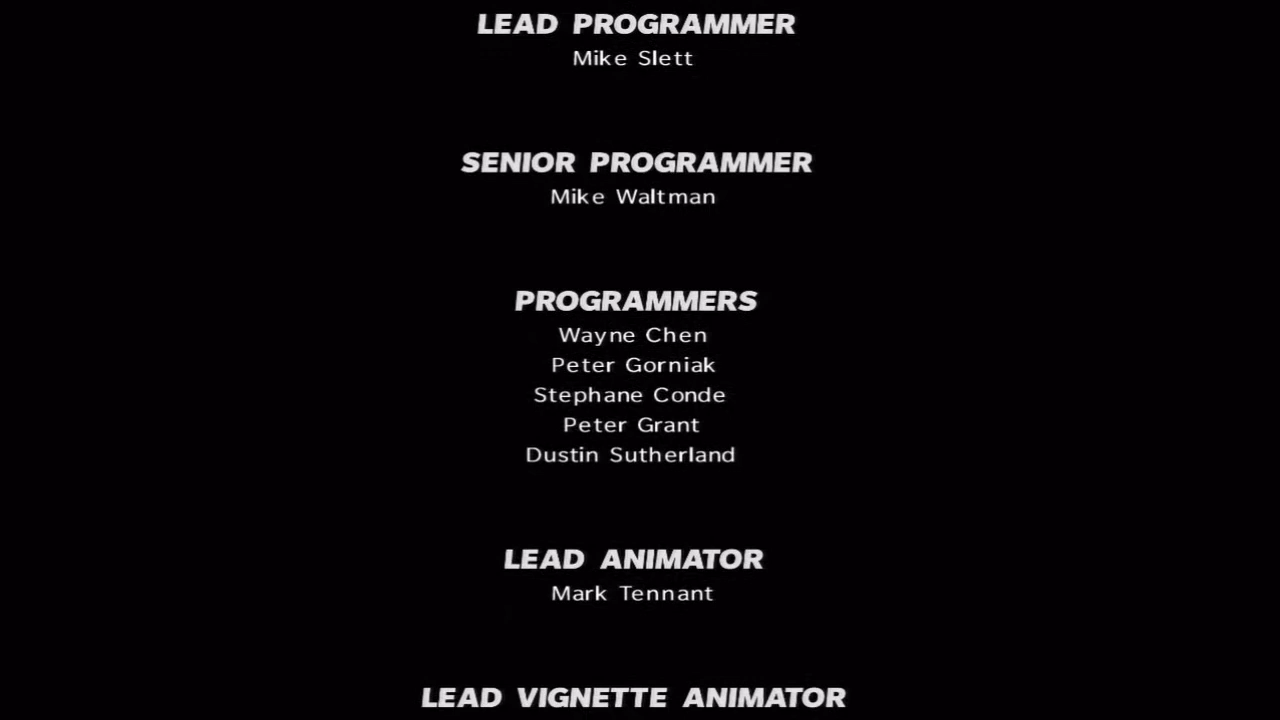 LEAD PROGRAMMER
Mike Slett
SENIOR PROGRAMMER
Mike Waltman
PROGRAMMERS
Wayne Chen
Peter Gorniak
Stephane Conde
Peter Grant
Dustin Sutherland
LEAD ANIMATOR
Mark Tennant
LEAD VIGNETTE ANIMATOR